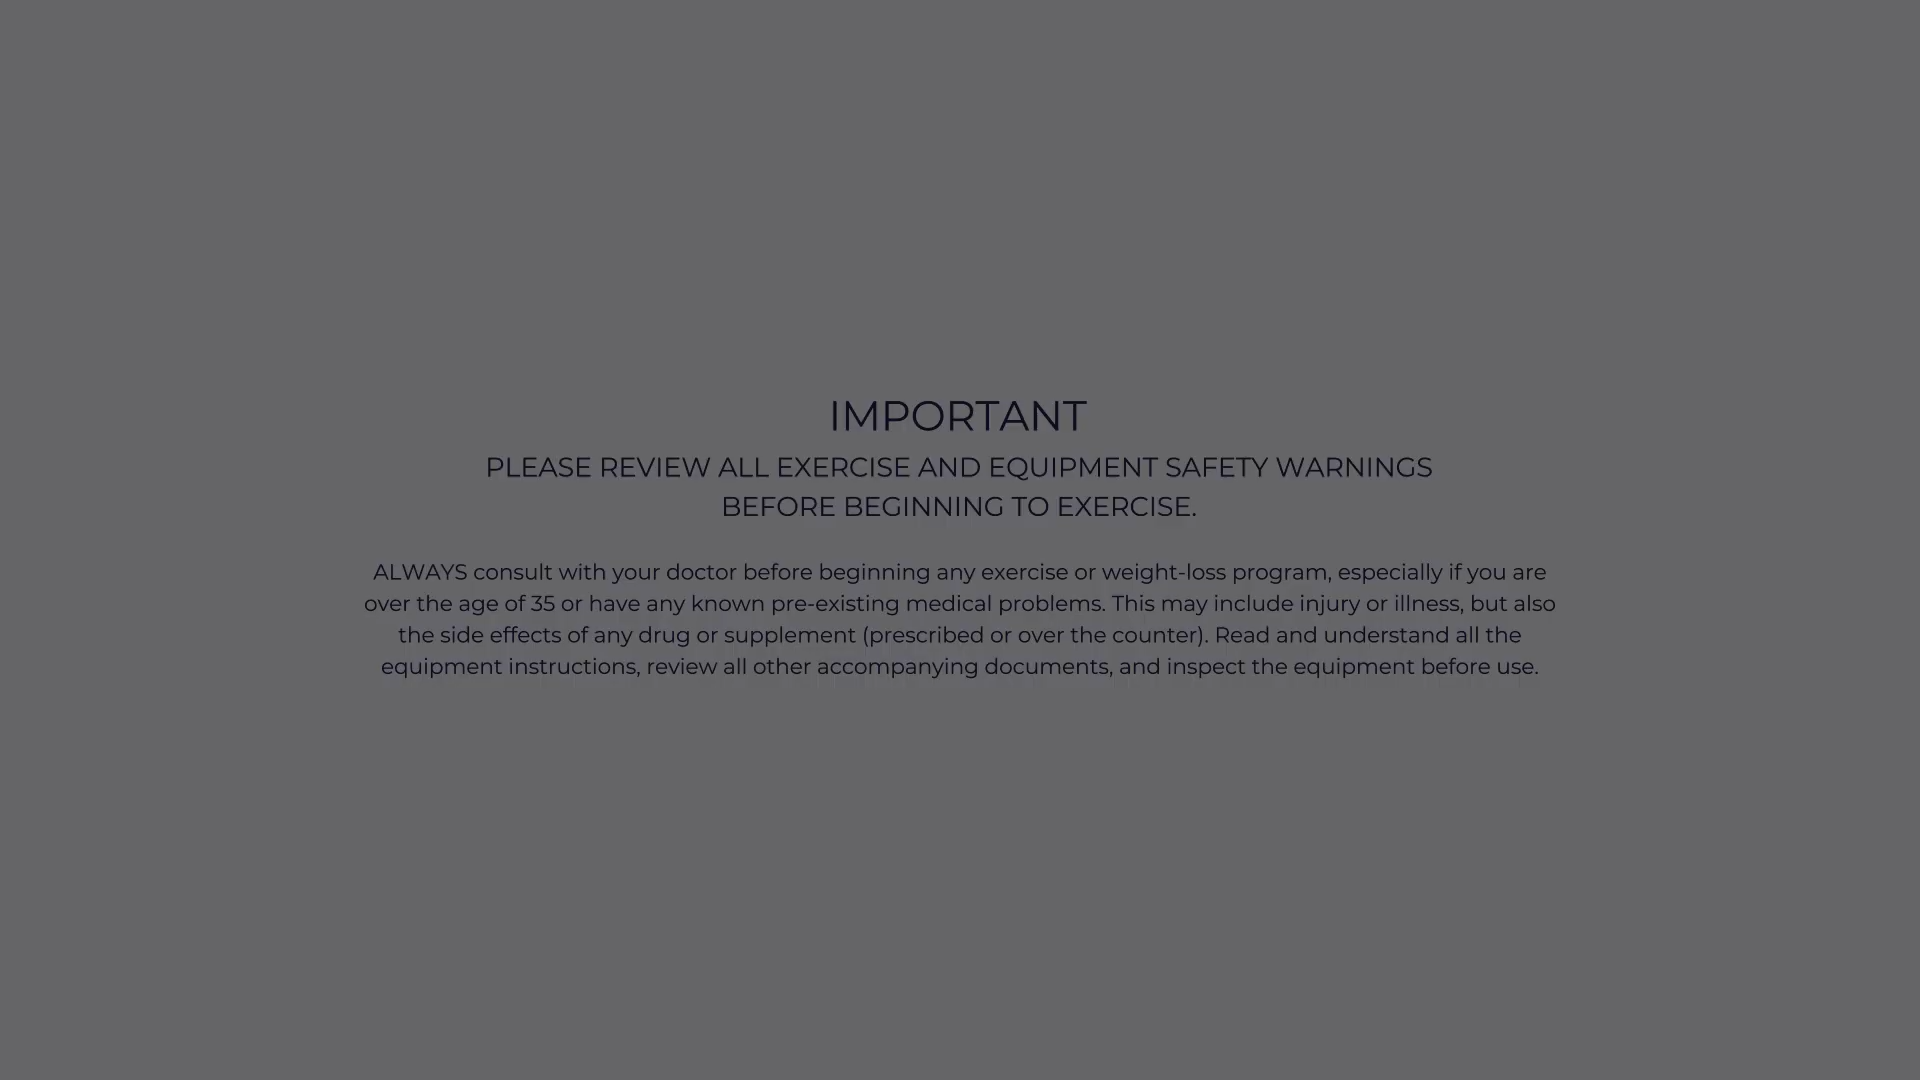 IMPORTANT
PLEASE REVIEW ALL EXERCISE AND EQUIPMENT SAFETY WARNINGS
BEFORE BEGINNING TO EXERCISE.
ALWAYS consult with your doctor before beginning any exercise or weight-loss program, especially if you are
over the age of 35 or have any known pre-existing medical problems. This may include injury or illness, but also
the side effects of any drug or supplement (prescribed or over the counter). Read and understand all the
equipment instructions, review all other accompanying documents, and inspect the equipment before use.